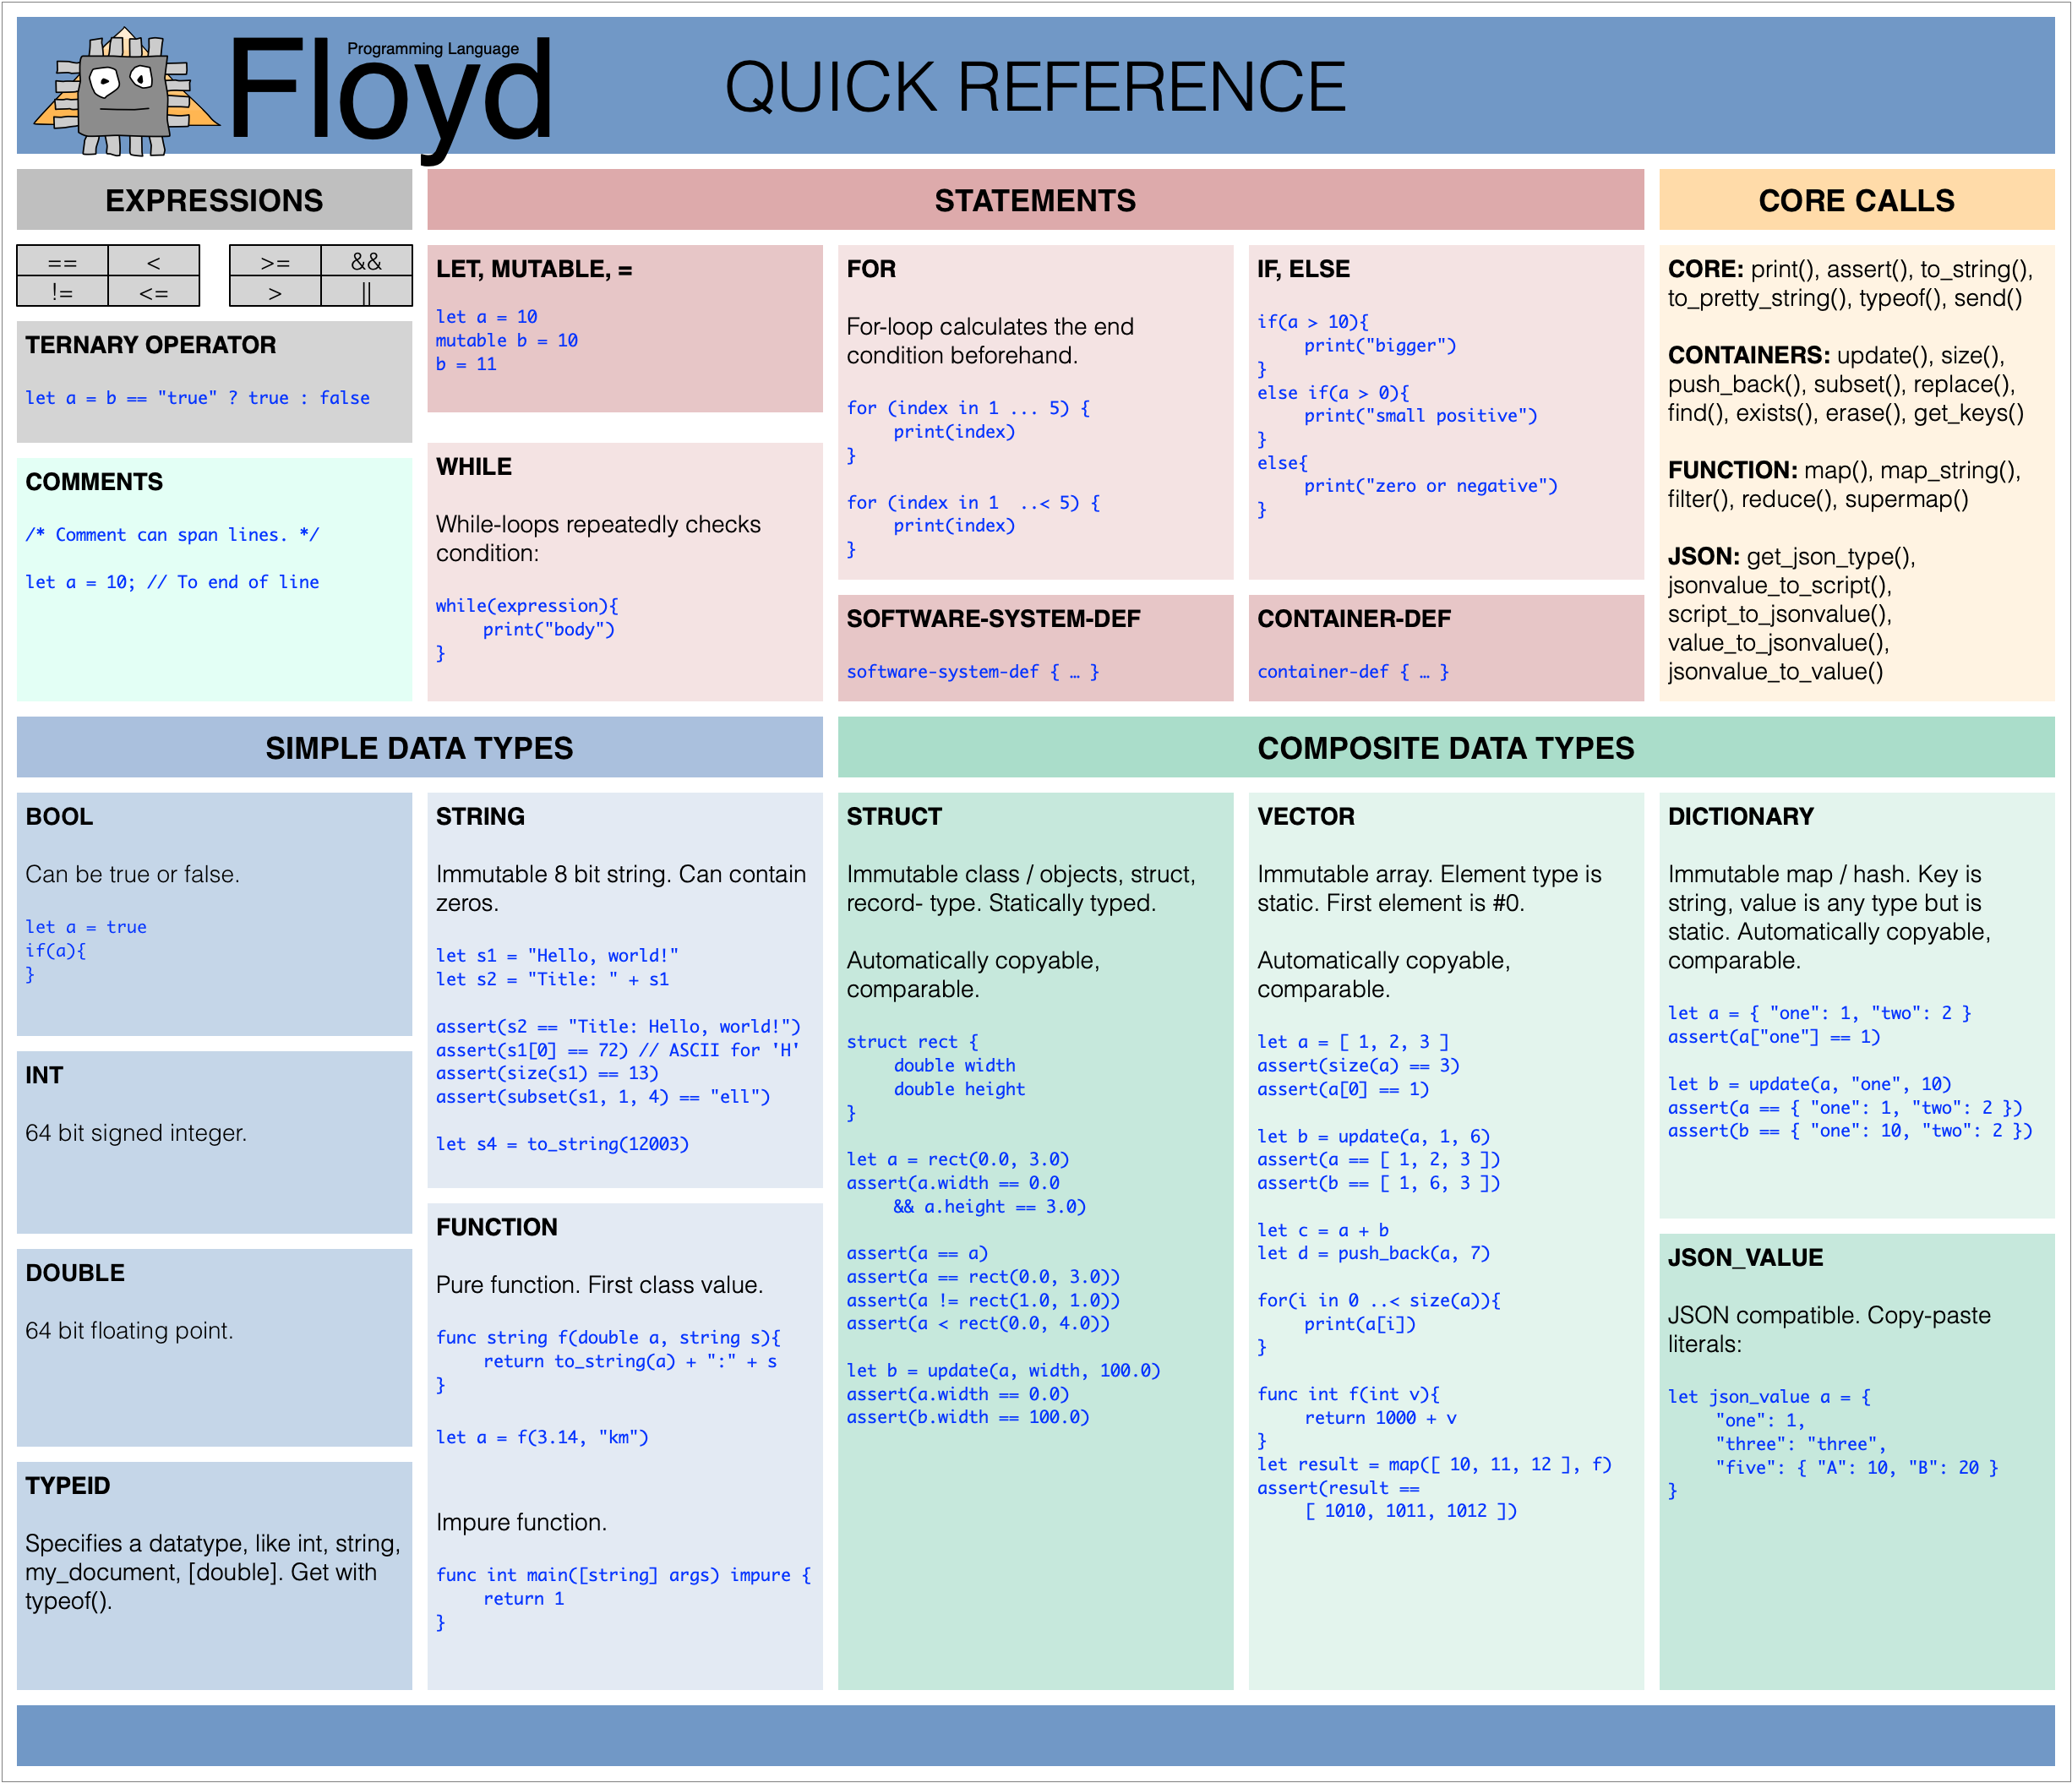 Programming Language
Floyd
QUICK REFERENCE
EXPRESSIONS
== <
!= <=
>= &&
> ||
TERNARY OPERATOR
let a = b == "true" ? true : false
COMMENTS
/* Comment can span lines. */
let a = 10; // To end of line
STATEMENTS
LET, MUTABLE, =
let a = 10
mutable b = 10
b = 11
WHILE
While-loops repeatedly checks
condition:
while(expression){
print("body")
}
FOR
For-loop calculates the end
condition beforehand.
for (index in 1 ... 5) {
print(index)
}
for (index in 1  ..< 5) {
print(index)
}
IF, ELSE
if(a > 10){
print("bigger")
}
else if(a > 0){
print("small positive")
}
else{
print("zero or negative")
}
SOFTWARE-SYSTEM-DEF
software-system-def { … }
CONTAINER-DEF
container-def { … }
CORE CALLS
CORE: print(), assert(), to_string(),
to_pretty_string(), typeof(), send()
CONTAINERS: update(), size(),
push_back(), subset(), replace(),
find(), exists(), erase(), get_keys()
FUNCTION: map(), map_string(),
filter(), reduce(), supermap()
JSON: get_json_type(),
jsonvalue_to_script(),
script_to_jsonvalue(),
value_to_jsonvalue(),
jsonvalue_to_value()
SIMPLE DATA TYPES
BOOL
Can be true or false.
let a = true
if(a){
}
INT
64 bit signed integer.
DOUBLE
64 bit floating point.
TYPEID
Specifies a datatype, like int, string,
my_document, [double]. Get with
typeof().
STRING
Immutable 8 bit string. Can contain
zeros.
let s1 = "Hello, world!"
let s2 = "Title: " + s1
assert(s2 == "Title: Hello, world!")
assert(s1[0] == 72) // ASCII for 'H'
assert(size(s1) == 13)
assert(subset(s1, 1, 4) == "ell")
let s4 = to_string(12003)
FUNCTION
Pure function. First class value.
func string f(double a, string s){
return to_string(a) + ":" + s
}
let a = f(3.14, "km")
Impure function.
func int main([string] args) impure {
return 1
}
COMPOSITE DATA TYPES
STRUCT
Immutable class / objects, struct,
record- type. Statically typed.
Automatically copyable,
comparable.
struct rect {
double width
double height
}
let a = rect(0.0, 3.0)
assert(a.width == 0.0
&& a.height == 3.0)
assert(a == a)
assert(a == rect(0.0, 3.0))
assert(a != rect(1.0, 1.0))
assert(a < rect(0.0, 4.0))
let b = update(a, width, 100.0)
assert(a.width == 0.0)
assert(b.width == 100.0)
VECTOR
Immutable array. Element type is
static. First element is #0.
Automatically copyable,
comparable.
let a = [ 1, 2, 3 ]
assert(size(a) == 3)
assert(a[0] == 1)
let b = update(a, 1, 6)
assert(a == [ 1, 2, 3 ])
assert(b == [ 1, 6, 3 ])
let c = a + b
let d = push_back(a, 7)
for(i in 0 ..< size(a)){
print(a[i])
}
func int f(int v){
return 1000 + v
}
let result = map([ 10, 11, 12 ], f)
assert(result ==
[ 1010, 1011, 1012 ])
DICTIONARY
Immutable map / hash. Key is
string, value is any type but is
static. Automatically copyable,
comparable.
let a = { "one": 1, "two": 2 }
assert(a["one"] == 1)
let b = update(a, "one", 10)
assert(a == { "one": 1, "two": 2 })
assert(b == { "one": 10, "two": 2 })
JSON_VALUE
JSON compatible. Copy-paste
literals:
let json_value a = {
"one": 1,
"three": "three",
"five": { "A": 10, "B": 20 }
}